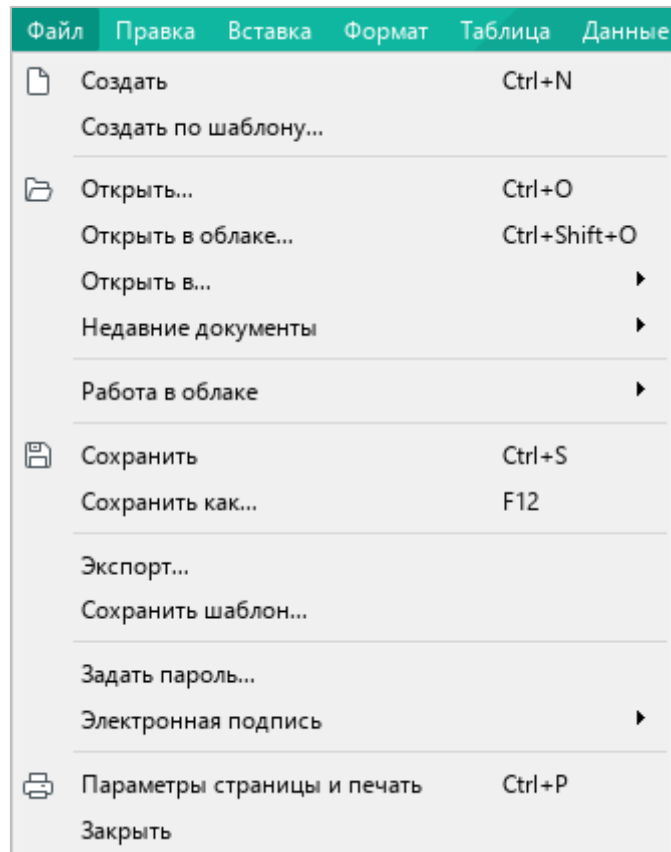 Файл Правка Вставка Формат Таблица Данные
Создать Ctrl+N
Создать по шаблону...
Открыть... Ctrl+O
Открыть в облаке... Ctrl+Shift+O
Открыть в...
Недавние документы
Работа в облаке
Сохранить Ctrl+S
Сохранить как... F12
Экспорт...
Сохранить шаблон...
Задать пароль...
Электронная подпись
Параметры страницы и печать Ctrl+P
Закрыть